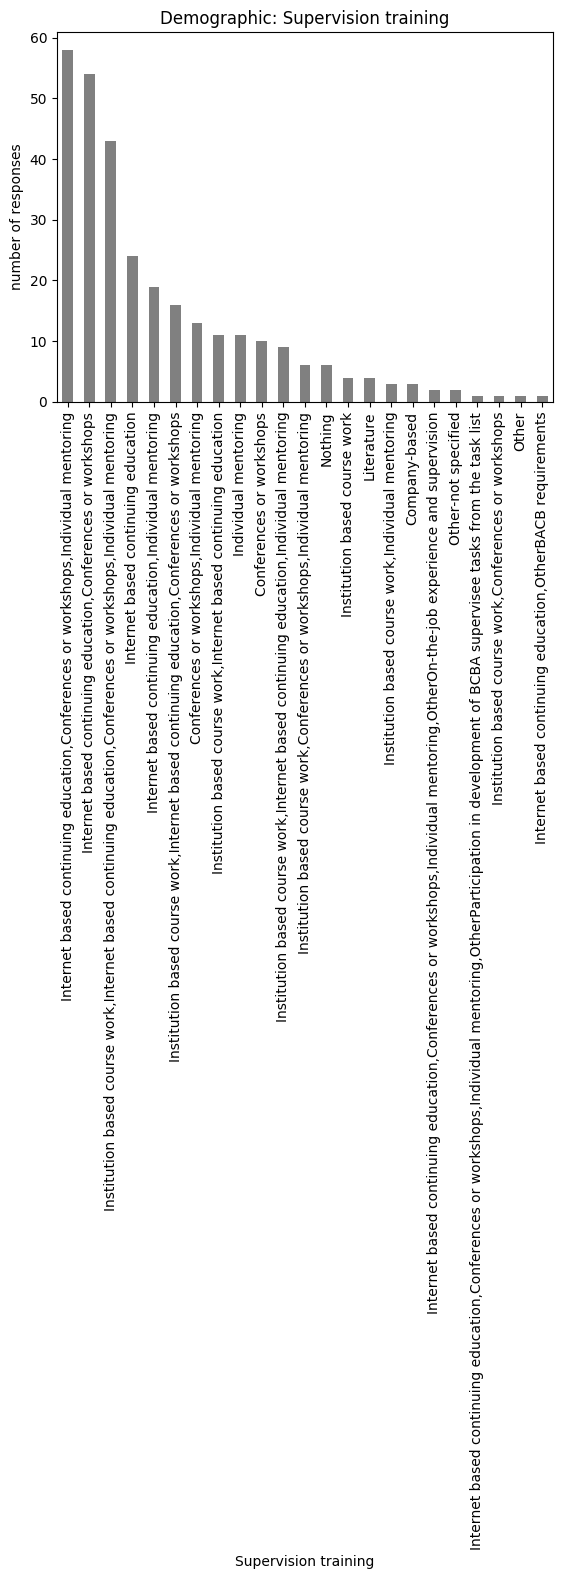 Demographic: Supervision training
number of responses
60
50
40
30
20
10
0
Internet based continuing education,Conferences or workshops,Individual mentoring
Internet based continuing education,Conferences or workshops
Institution based course work,Internet based continuing education,Conferences or workshops,Individual mentoring
Internet based continuing education
Internet based continuing education,Individual mentoring
Institution based course work,Internet based continuing education,Conferences or workshops
Conferences or workshops,Individual mentoring
Institution based course work,Internet based continuing education
Individual mentoring
Conferences or workshops
Institution based course work,Internet based continuing education,Individual mentoring
Institution based course work,Conferences or workshops,Individual mentoring
Nothing
Institution based course work
Literature
Institution based course work,Individual mentoring
Company-based
Internet based continuing education,Conferences or workshops,Individual mentoring,OtherOn-the-job experience and supervision
Other-not specified
Internet based continuing education,Conferences or workshops,Individual mentoring,OtherParticipation in development of BCBA supervisee tasks from the task list
Institution based course work,Conferences or workshops
Other
Internet based continuing education,OtherBACB requirements
Supervision training